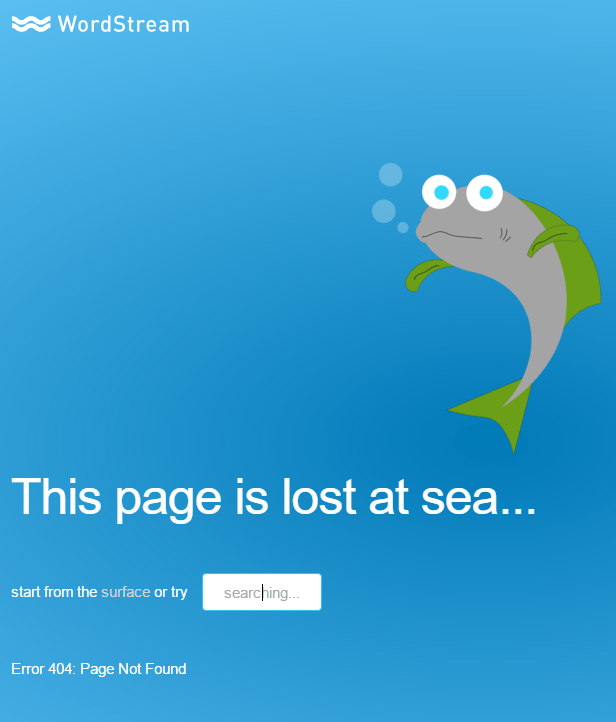 WordStream
This page is lost at sea...
start from the surface or try searching...
Error 404: Page Not Found